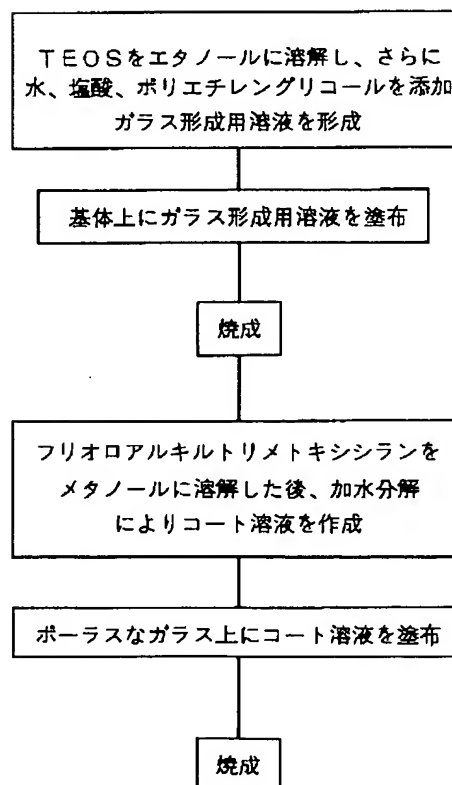 TEOSをエタノールに溶解し、さらに
水、塩酸、ポリエチレングリコールを添加
ガラス形成用溶液を形成
基体上にガラス形成用溶液を塗布
焼成
フリオロアルキルトリメトキシシランを
メタノールに溶解した後、加水分解
によりコート溶液を作成
ポーラスなガラス上にコート溶液を塗布
焼成